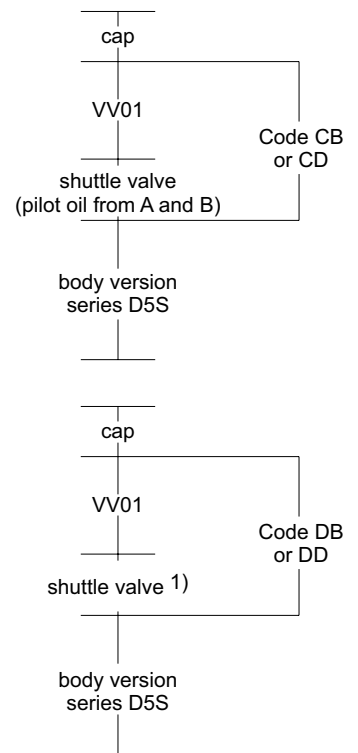 cap
VV01
Code CB
or CD
shuttle valve
(pilot oil from A and B)
body version
series D5S
cap
VV01
Code DB
or DD
shuttle valve 1)
body version
series D5S